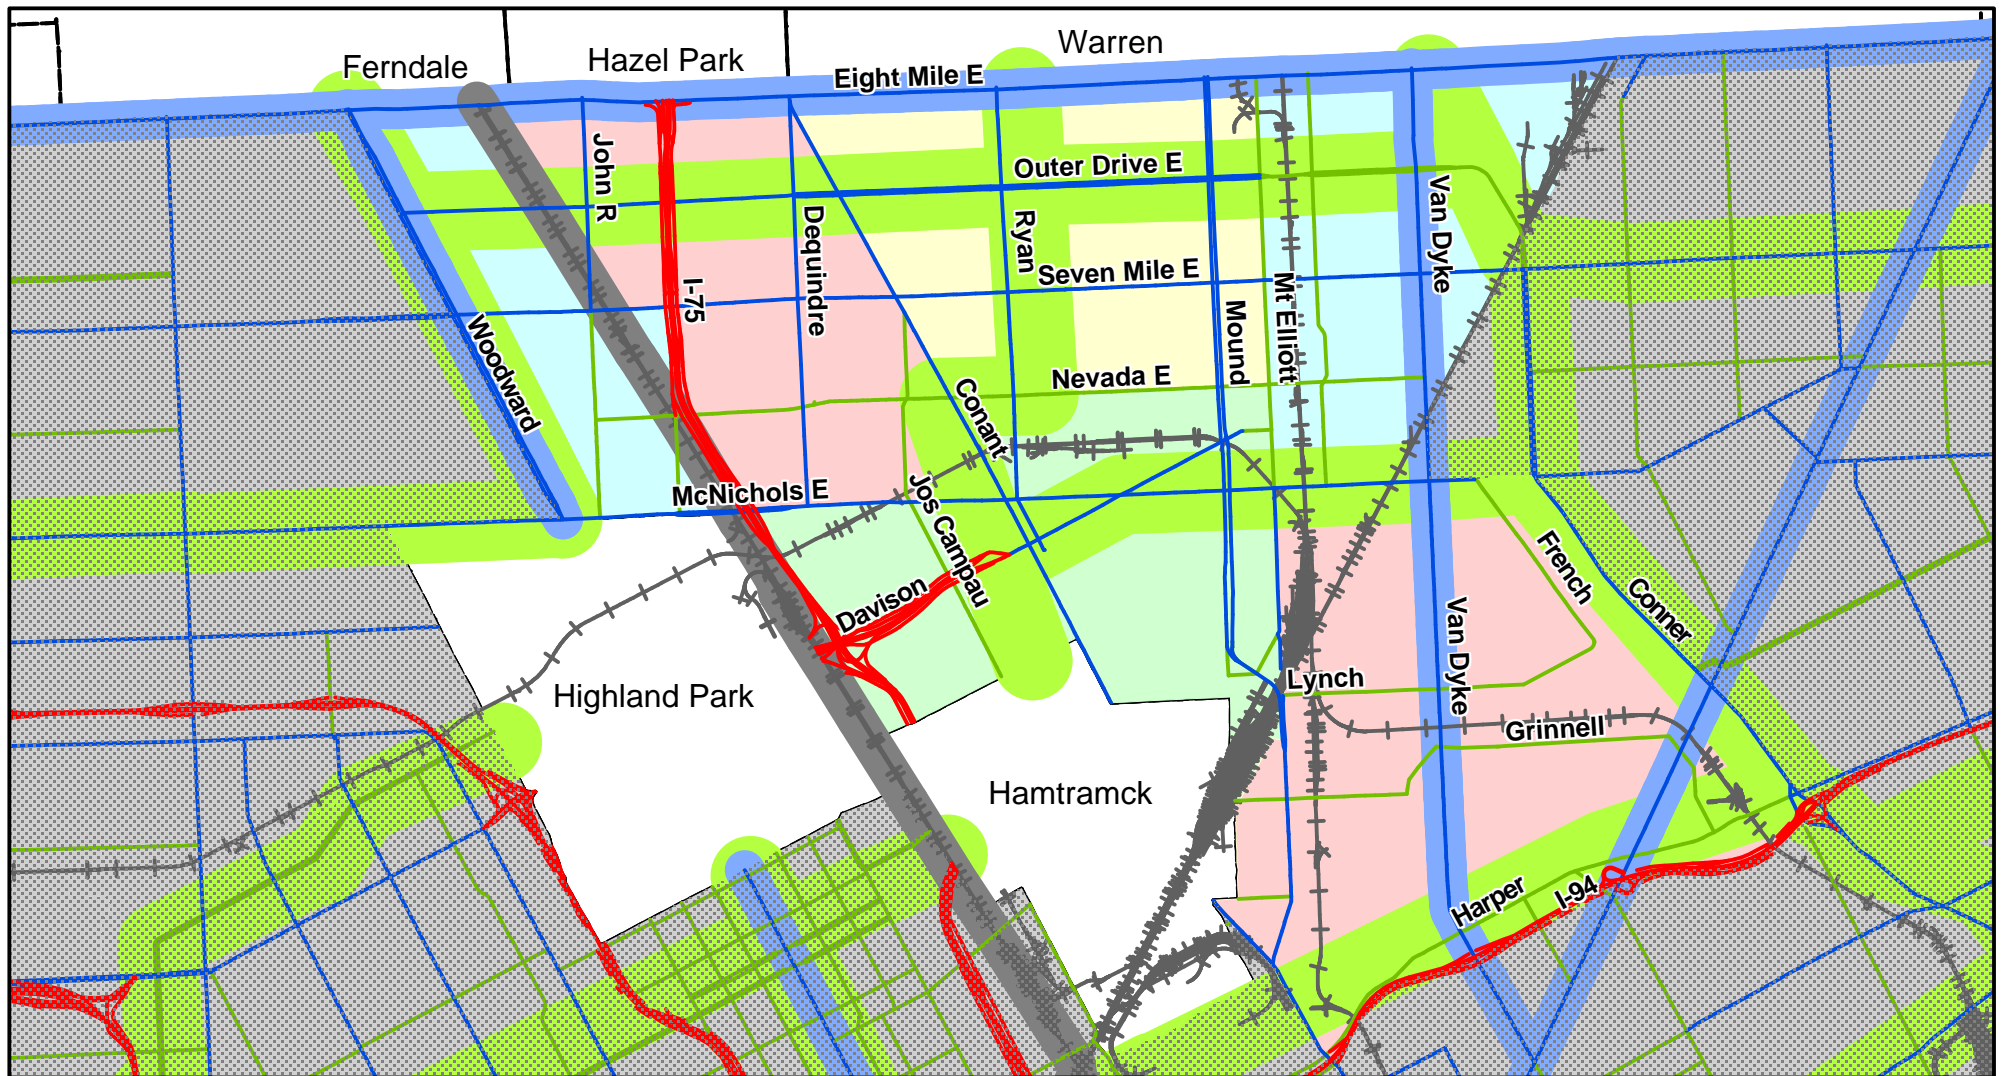 Warren
Hazel Park
Ferndale
Eight Mile E
John R
Outer Drive E
Van Dyke
Dequindre
Ryan
Seven Mile E
I-75
Mt Elliott
Mound
Woodward
Nevada E
Conant
McNichols E
Jos Campau
French
Conner
Davison
Van Dyke
Lynch
Highland Park
Grinnell
Hamtramck
Harper
I-94